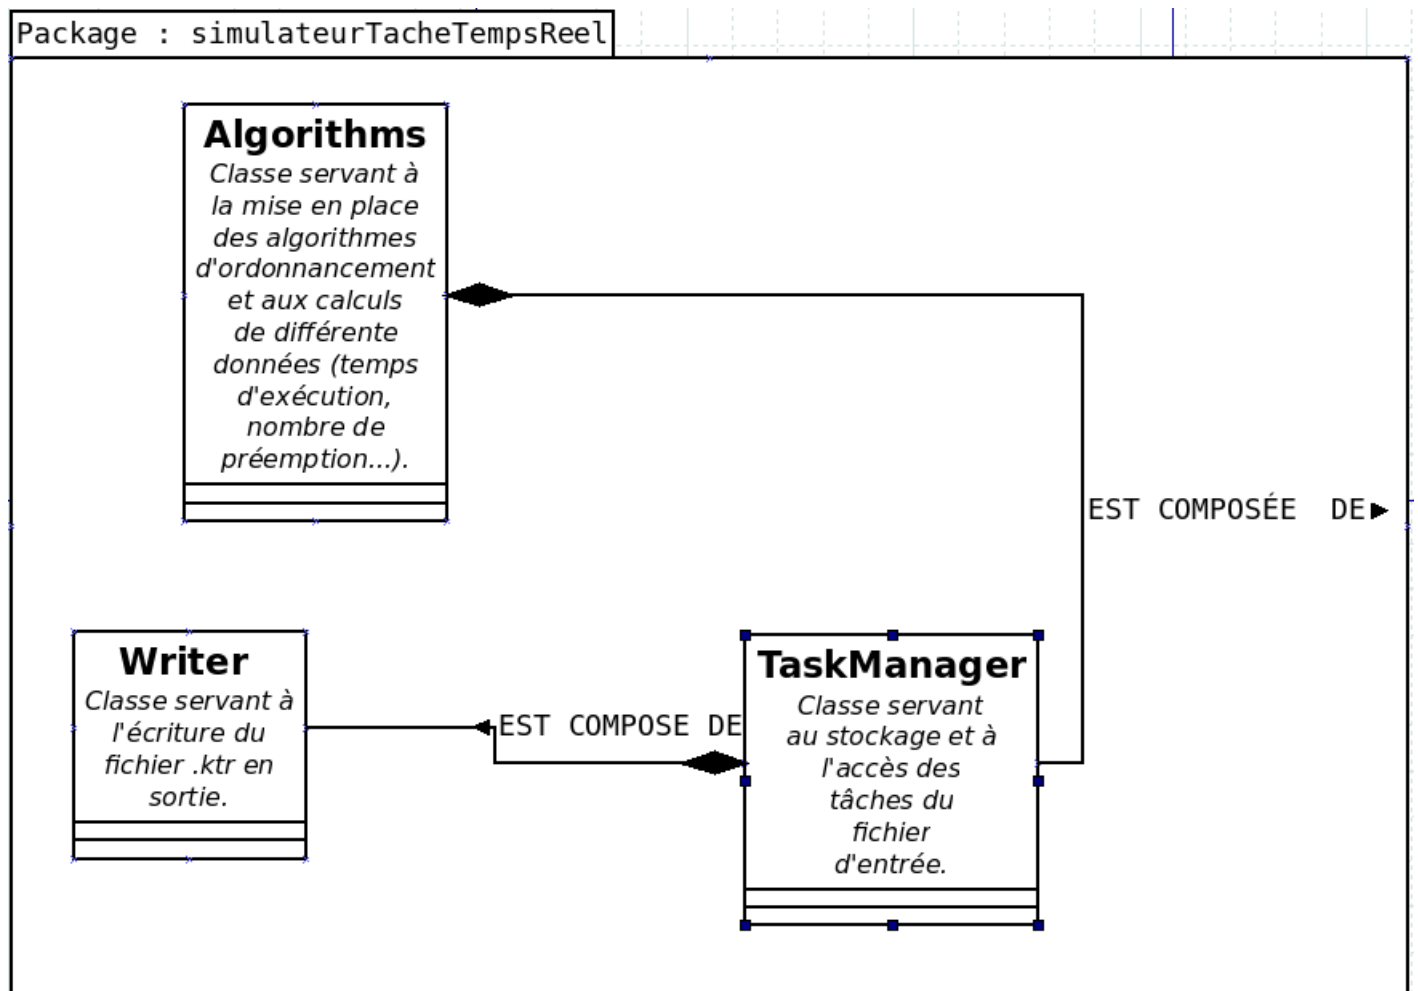 Package : simulateurTacheTempsReel
Algorithms
Classe servant à
la mise en place
des algorithmes
d'ordonnancement
et aux calculs
de différente
données (temps
d'exécution,
nombre de
préemption...).
EST COMPOSÉE  DE
Writer
Classe servant à
l'écriture du
fichier .ktr en
sortie.
EST COMPOSE DE
TaskManager
Classe servant
au stockage et à
l'accès des
tâches du
fichier
d'entrée.